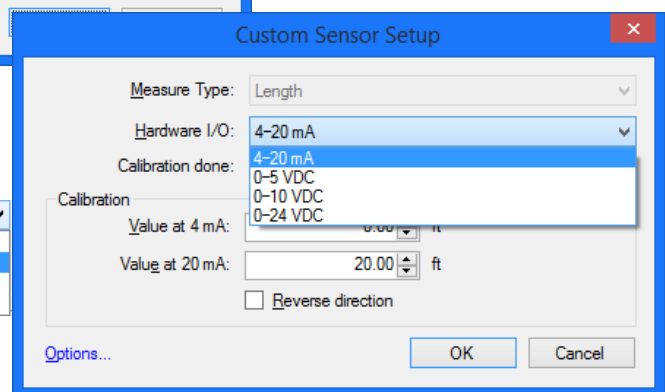 Custom Sensor Setup
Measure Type: Length
Hardware I/O: 4-20 mA
4-20 mA
Calibration done:
0-5 VDC
0-10 VDC
0-24 VDC
Calibration
Value at 4 mA: 0.00 ft
Value at 20 mA: 20.00 ft
Reverse direction
Options...
OK
Cancel